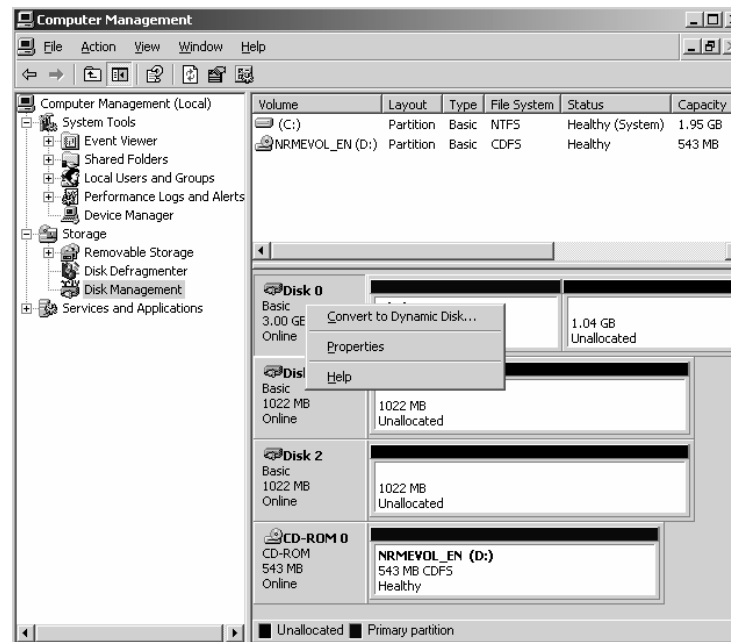 Computer Management
File Action View Window Help
Computer Management (Local)
System Tools
Event Viewer
Shared Folders
Local Users and Groups
Performance Logs and Alerts
Device Manager
Storage
Removable Storage
Disk Defragmenter
Disk Management
Services and Applications
Volume Layout Type File System Status Capacity
(C:) Partition Basic NTFS Healthy (System) 1.95 GB
NRMEVOL_EN (D:) Partition Basic CDFS Healthy 543 MB
Disk 0
Basic
3.00 GB
Online
1.04 GB
Unallocated
Convert to Dynamic Disk...
Properties
Help
Basic
1022 MB
Online
1022 MB
Unallocated
Disk 2
Basic
1022 MB
Online
1022 MB
Unallocated
CD-ROM 0
CD-ROM
543 MB
Online
NRMEVOL_EN (D:)
543 MB CDFS
Healthy
Unallocated Primary partition